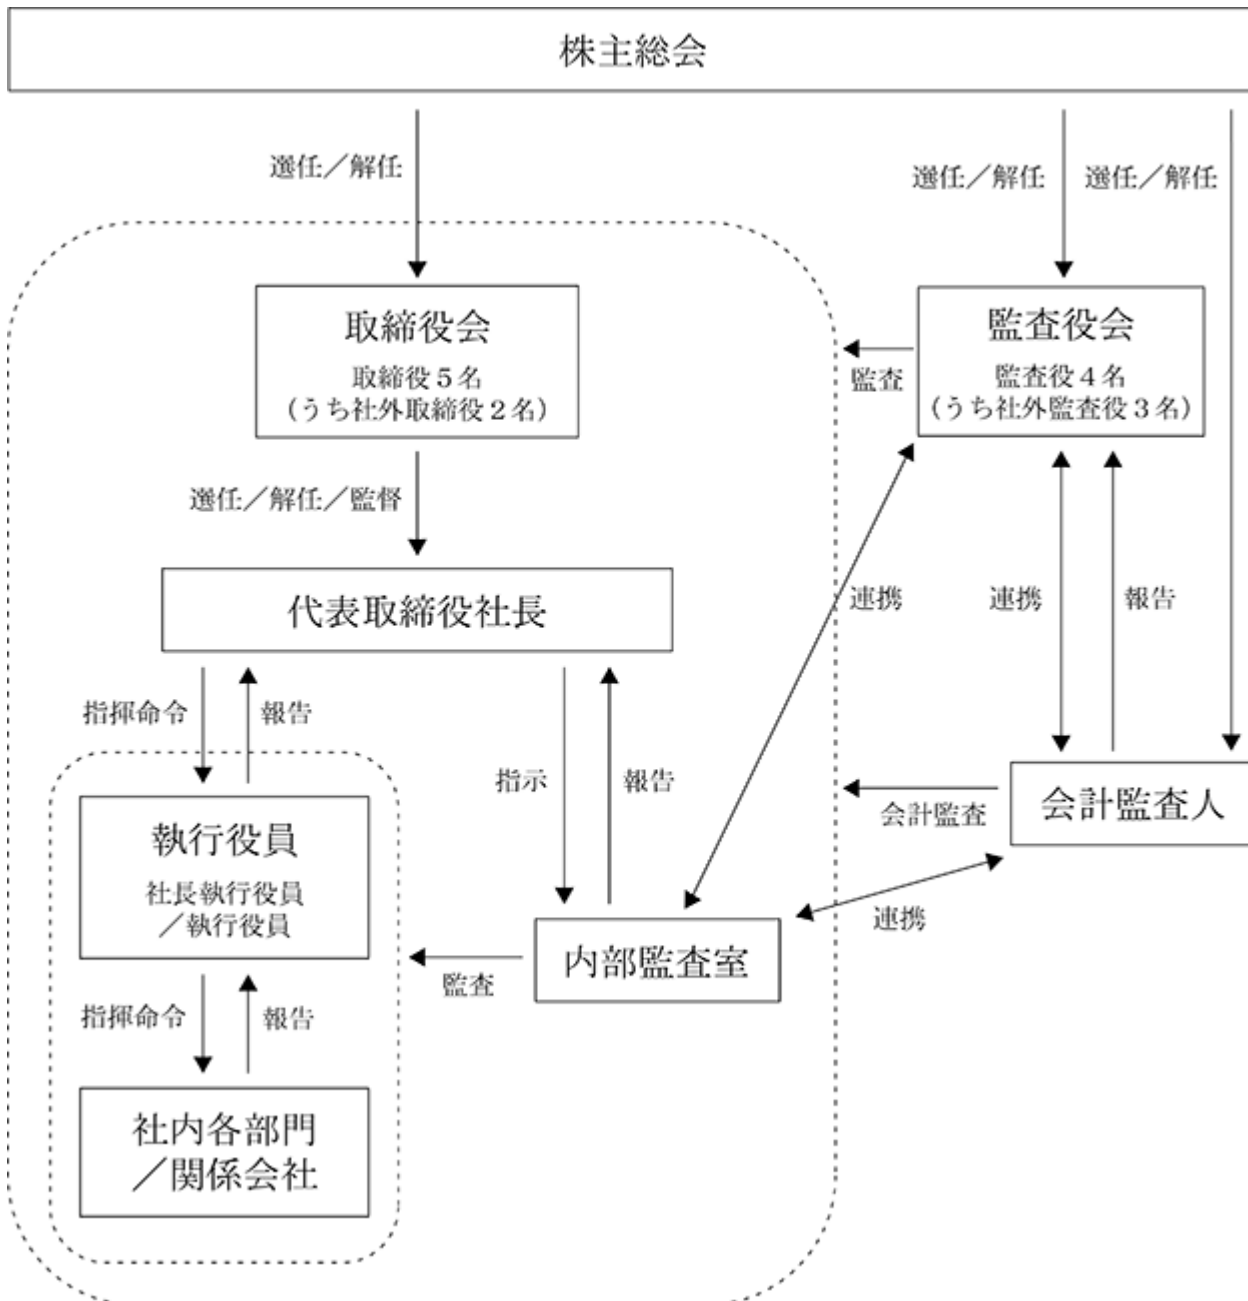 株主総会
選任／解任
選任／解任
選任／解任
取締役会
取締役５名
（うち社外取締役２名）
監査役会
監査役４名
（うち社外監査役３名）
監査
選任／解任／監督
代表取締役社長
連携
連携
報告
指揮命令
報告
指示
報告
会計監査人
会計監査
執行役員
社長執行役員
／執行役員
連携
内部監査室
監査
指揮命令
報告
社内各部門
／関係会社